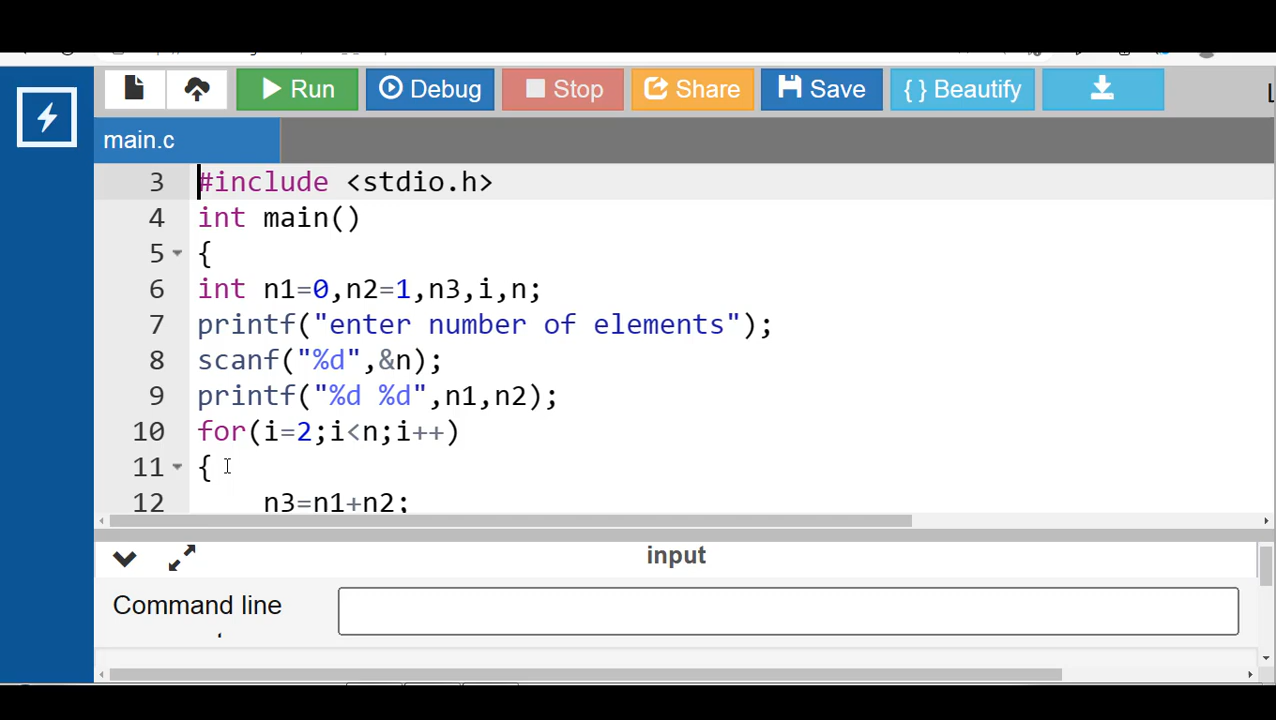 Run
Debug
Stop
Share
Save
{ } Beautify
main.c
3 #include <stdio.h>
4 int main()
5 {
6 int n1=0,n2=1,n3,i,n;
7 printf("enter number of elements");
8 scanf("%d",&n);
9 printf("%d %d",n1,n2);
10 for(i=2;i<n;i++)
11 {
12 n3=n1+n2;
input
Command line